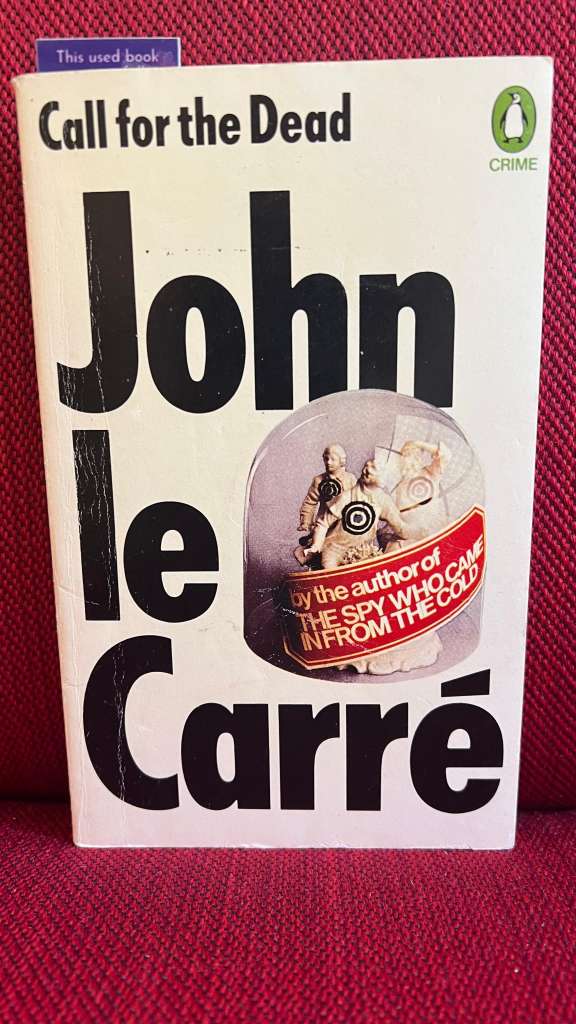 This used book
Call for the Dead
CRIME
John
le
Carré
by the author of
THE SPY WHO CAME
IN FROM THE COLD